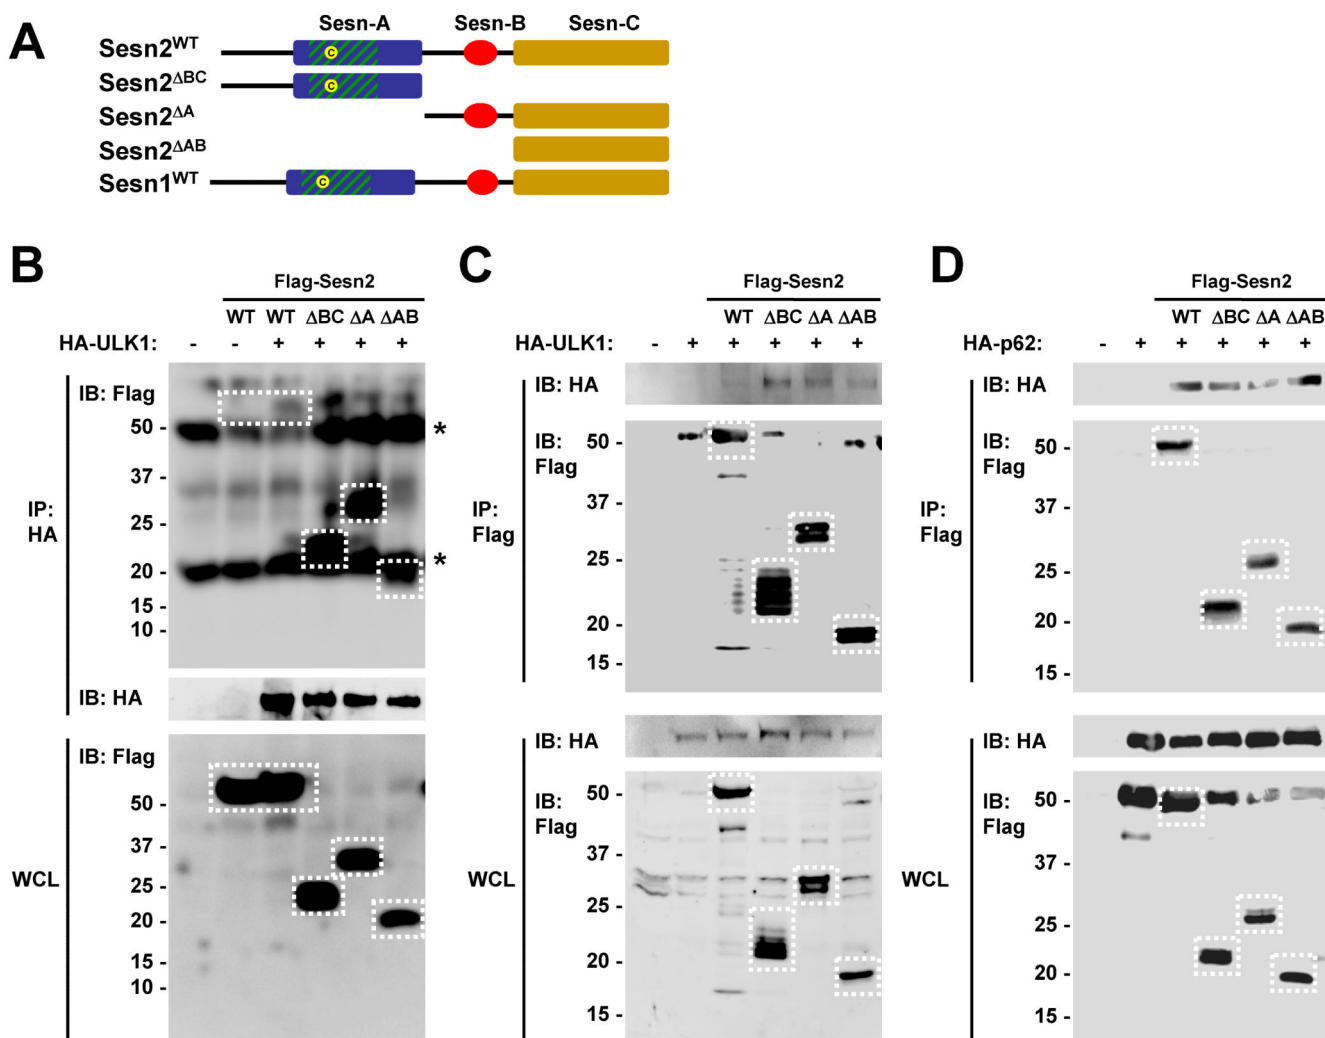 A
Sesn-A Sesn-B Sesn-C
Sesn2WT
c
Sesn2ΔBC
c
Sesn2ΔA
Sesn2ΔAB
Sesn1WT
c
B
Flag-Sesn2
WT WT ΔBC ΔA ΔAB
HA-ULK1: - - + + + +
IP: HA
IB: Flag
50 - *
37 -
25 -
20 - *
15 -
10 -
IB: HA
WCL
IB: Flag
50 -
37 -
25 -
20 -
15 -
10 -
C
Flag-Sesn2
WT ΔBC ΔA ΔAB
HA-ULK1: - + + + + +
IP: Flag
IB: HA
IB: Flag
50 -
37 -
25 -
20 -
15 -
WCL
IB: HA
IB: Flag
50 -
37 -
25 -
20 -
15 -
D
Flag-Sesn2
WT ΔBC ΔA ΔAB
HA-p62: - + + + + +
IP: Flag
IB: HA
IB: Flag
50 -
37 -
25 -
20 -
15 -
WCL
IB: HA
IB: Flag
50 -
37 -
25 -
20 -
15 -